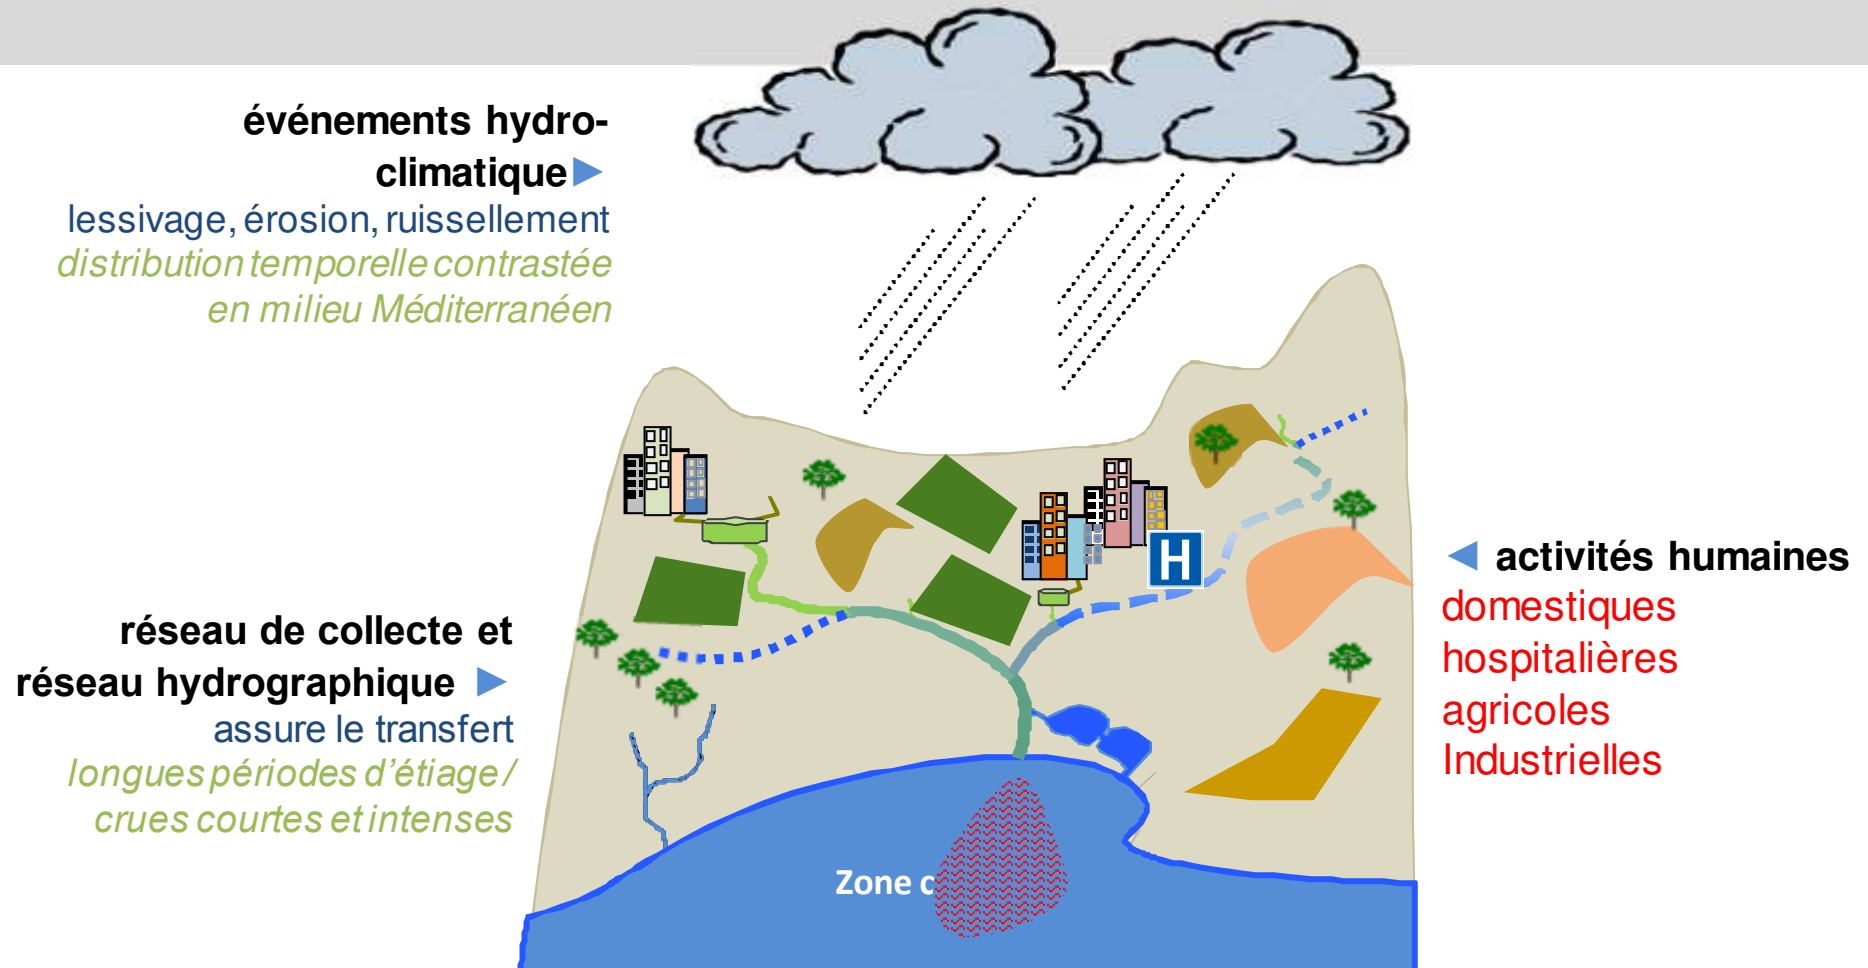 événements hydro-
climatique►
lessivage, érosion, ruissellement
distribution temporelle contrastée
en milieu Méditerranéen
réseau de collecte et
réseau hydrographique ►
assure le transfert
longues périodes d'étiage /
crues courtes et intenses
H
◄ activités humaines
domestiques
hospitalières
agricoles
Industrielles
Zone c